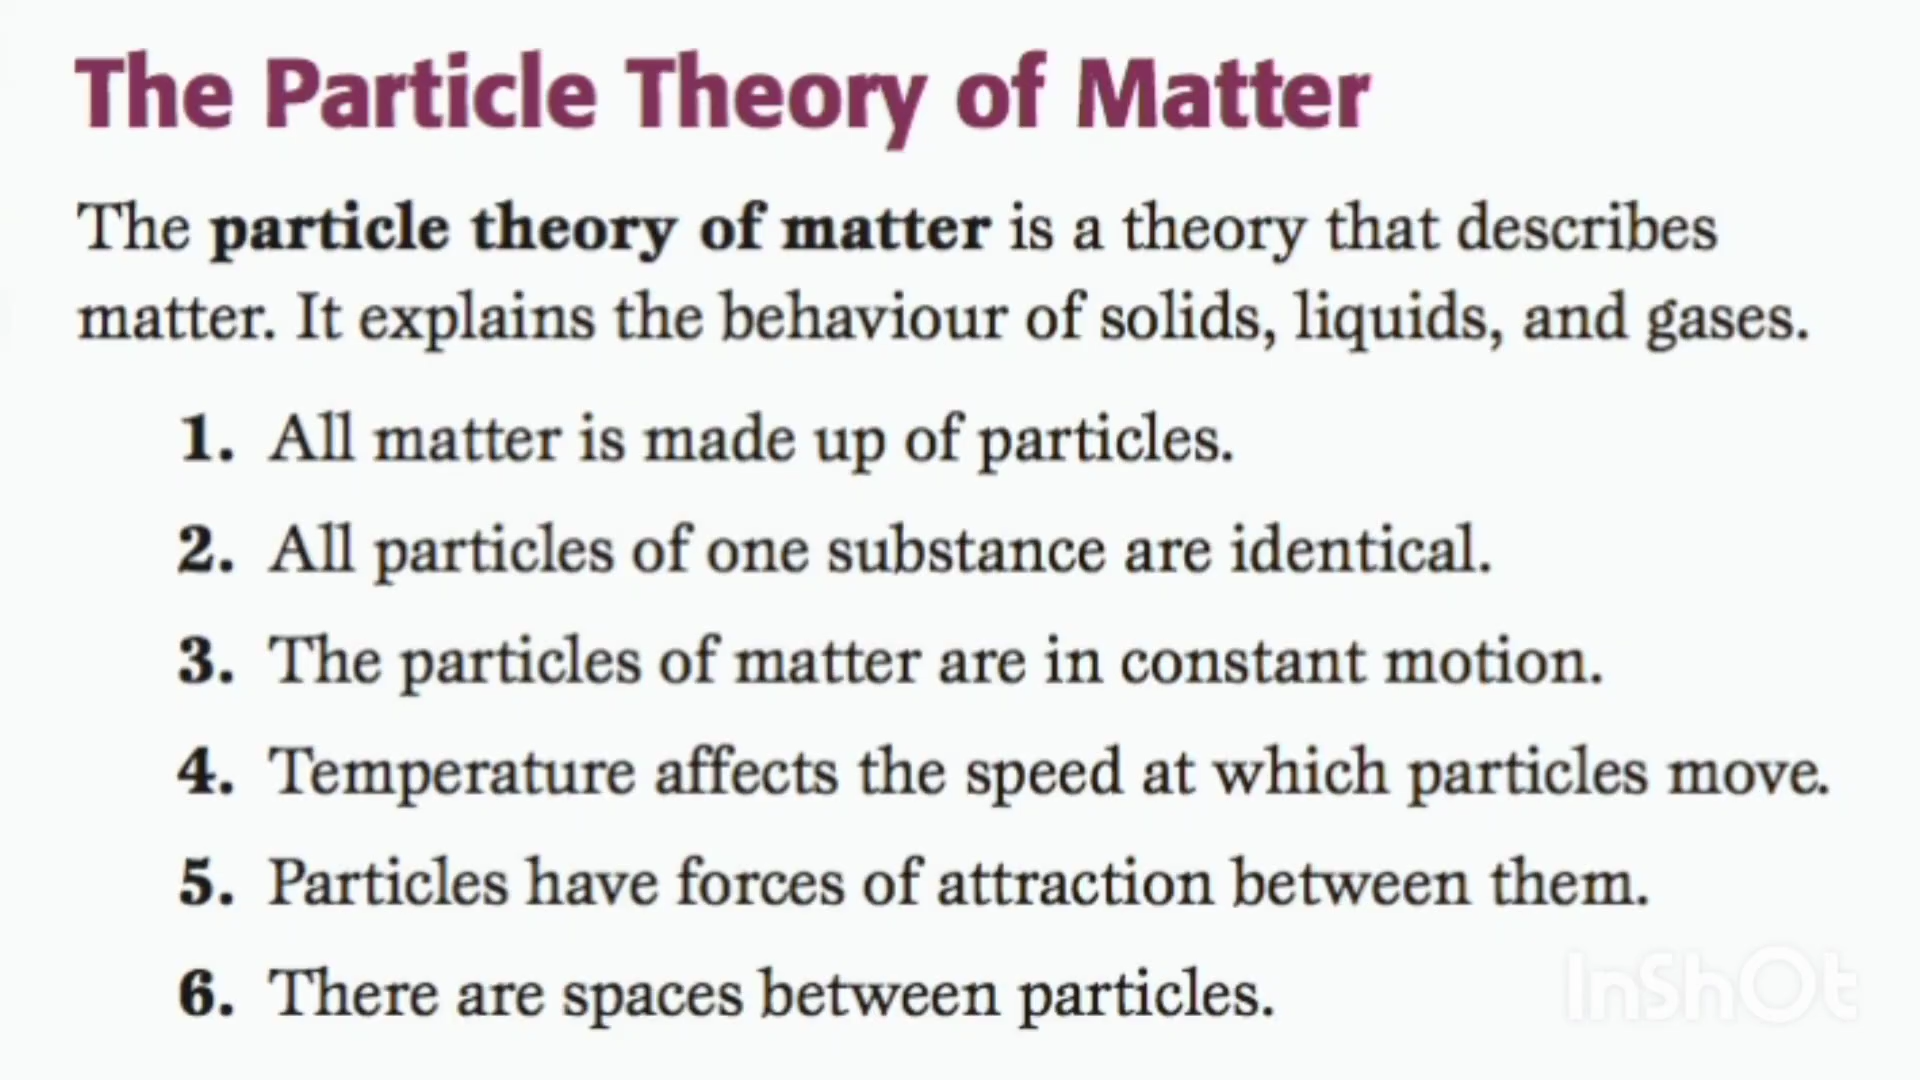 The Particle Theory of Matter
The particle theory of matter is a theory that describes
matter. It explains the behaviour of solids, liquids, and gases.
1. All matter is made up of particles.
2. All particles of one substance are identical.
3. The particles of matter are in constant motion.
4. Temperature affects the speed at which particles move.
5. Particles have forces of attraction between them.
6. There are spaces between particles.
InShOt